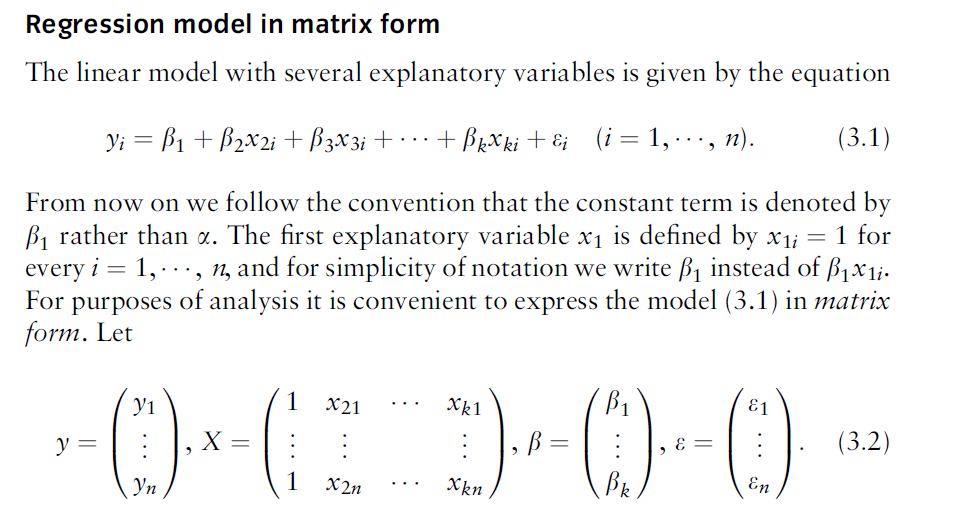 Regression model in matrix form
The linear model with several explanatory variables is given by the equation
yᵢ = β₁ + β₂x₂ᵢ + β₃x₃ᵢ + ··· + βₖxₖᵢ + εᵢ (i = 1, ···, n). (3.1)
From now on we follow the convention that the constant term is denoted by
β₁ rather than α. The first explanatory variable x₁ is defined by x₁ᵢ = 1 for
every i = 1, ···, n, and for simplicity of notation we write β₁ instead of β₁x₁ᵢ.
For purposes of analysis it is convenient to express the model (3.1) in matrix
form. Let
y = ( y₁ ⋮ yₙ ), X = ( 1 x₂₁ ··· xₖ₁ ⋮ ⋮ ⋮ 1 x₂ₙ ··· xₖₙ ), β = ( β₁ ⋮ βₖ ), ε = ( ε₁ ⋮ εₙ ). (3.2)